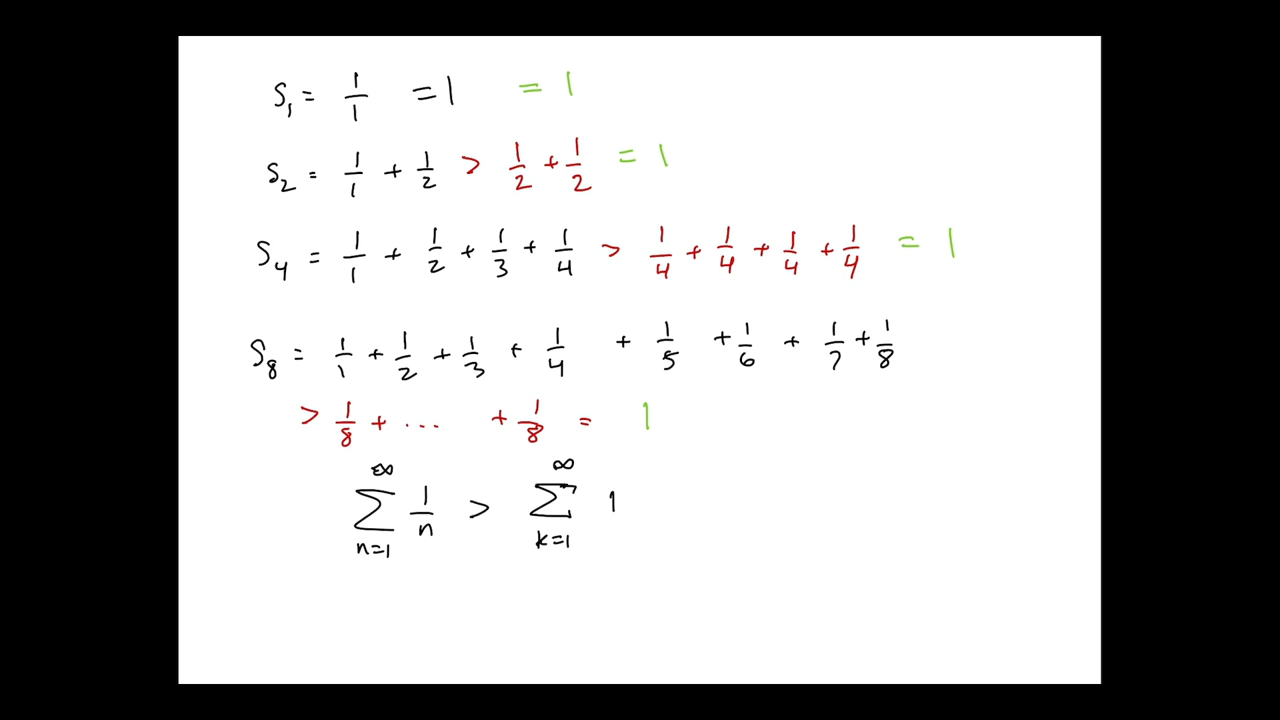 S₁ = 1/1 = 1 = 1
S₂ = 1/1 + 1/2 > 1/2 + 1/2 = 1
S₄ = 1/1 + 1/2 + 1/3 + 1/4 > 1/4 + 1/4 + 1/4 + 1/4 = 1
S₈ = 1/1 + 1/2 + 1/3 + 1/4 + 1/5 + 1/6 + 1/7 + 1/8
> 1/8 + ... + 1/8 = 1
∞ ∞
∑ 1/n > ∑ 1
n=1 k=1